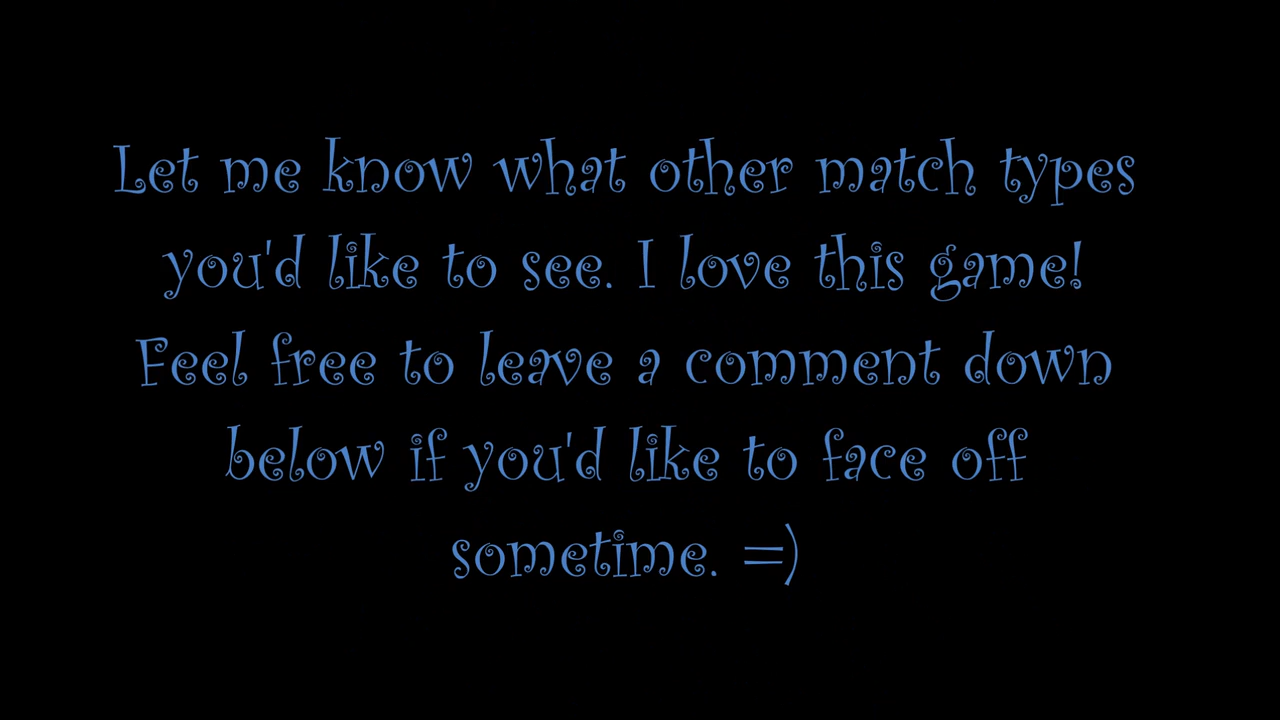 Let me know what other match types
you'd like to see. I love this game!
Feel free to leave a comment down
below if you'd like to face off
sometime. =)